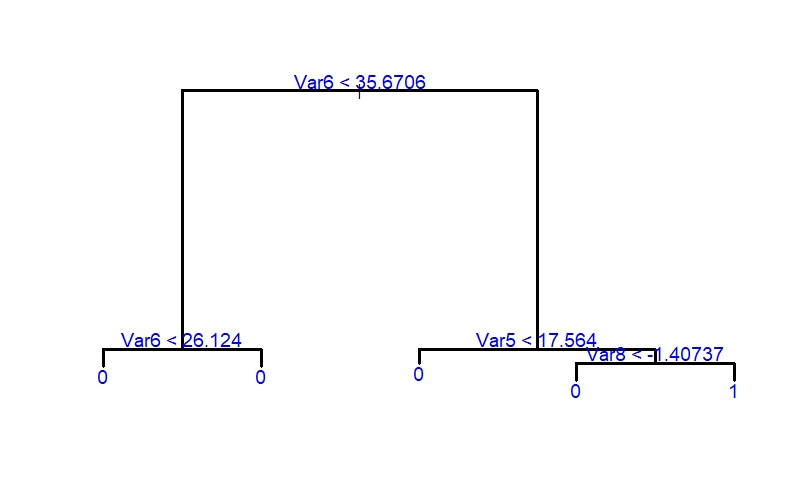 Var6 < 35.6706
Var6 < 26.124
Var5 < 17.564
Var8 < -1.40737
0
0
0
0
1